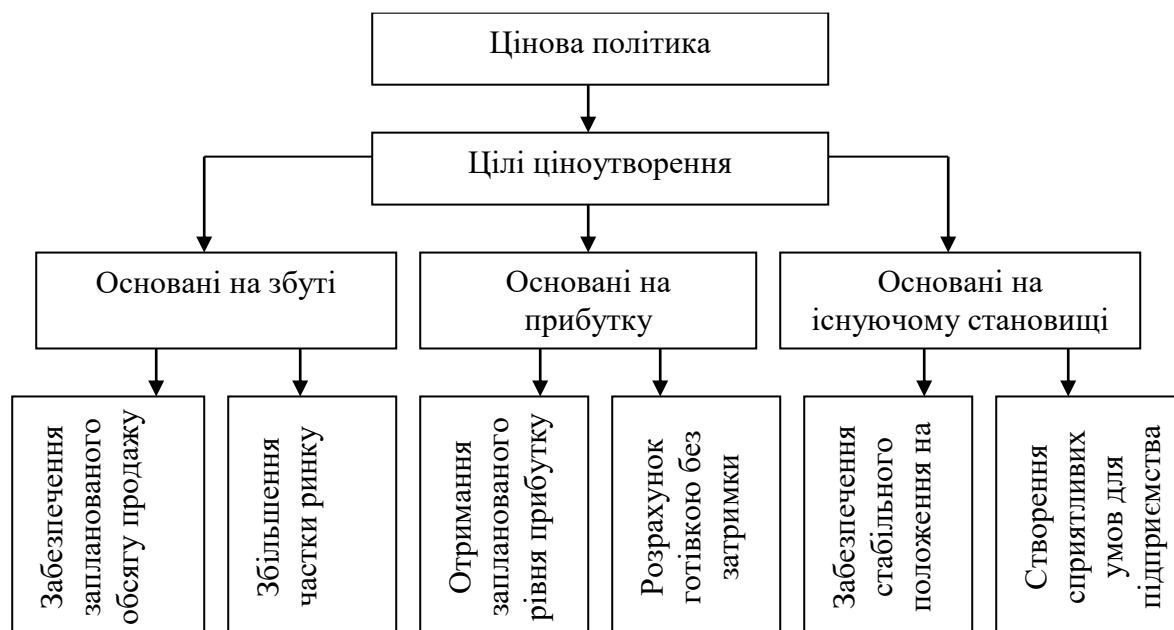 Цінова політика
Цілі ціноутворення
Основані на збуті
Основані на
прибутку
Основані на
існуючому становищі
Забезпечення
запланованого
обсягу продажу
Збільшення
частки ринку
Отримання
запланованого
рівня прибутку
Розрахунок
готівкою без
затримки
Забезпечення
стабільного
положення на
Створення
сприятливих
умов для
підприємства